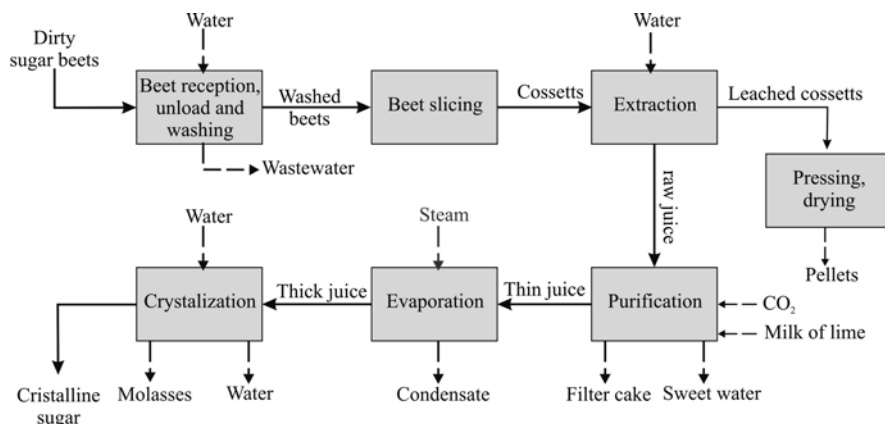 Water
Water
Dirty
sugar beets
Beet reception,
unload and
washing
Washed
beets
Beet slicing
Cossetts
Extraction
Leached cossetts
Wastewater
Pressing,
drying
raw juice
Pellets
Water
Steam
Crystalization
Thick juice
Evaporation
Thin juice
Purification
CO₂
Milk of lime
Cristalline
sugar
Molasses
Water
Condensate
Filter cake
Sweet water